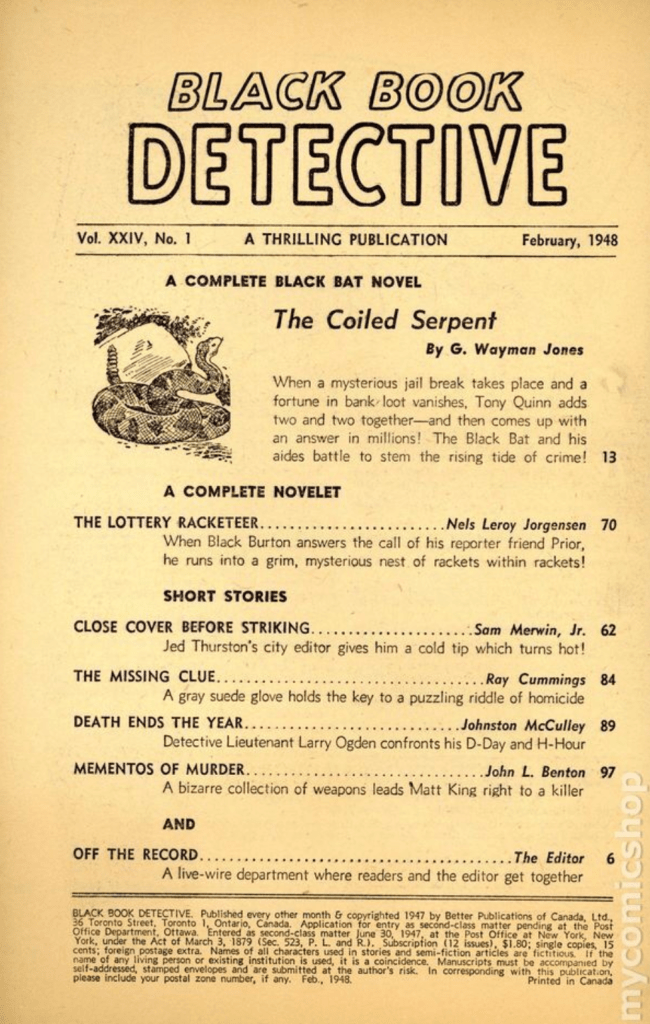 BLACK BOOK
DETECTIVE
Vol. XXIV, No. 1 A THRILLING PUBLICATION February, 1948
A COMPLETE BLACK BAT NOVEL
The Coiled Serpent
By G. Wayman Jones
When a mysterious jail break takes place and a
fortune in bank loot vanishes, Tony Quinn adds
two and two together—and then comes up with
an answer in millions! The Black Bat and his
aides battle to stem the rising tide of crime! 13
A COMPLETE NOVELET
THE LOTTERY RACKETEER........................Nels Leroy Jorgensen 70
When Black Burton answers the call of his reporter friend Prior,
he runs into a grim, mysterious nest of rackets within rackets!
SHORT STORIES
CLOSE COVER BEFORE STRIKING.....................Sam Merwin, Jr. 62
Jed Thurston's city editor gives him a cold tip which turns hot!
THE MISSING CLUE...................................Ray Cummings 84
A gray suede glove holds the key to a puzzling riddle of homicide
DEATH ENDS THE YEAR............................Johnston McCulley 89
Detective Lieutenant Larry Ogden confronts his D-Day and H-Hour
MEMENTOS OF MURDER...............................John L. Benton 97
A bizarre collection of weapons leads Matt King right to a killer
AND
OFF THE RECORD.........................................The Editor 6
A live-wire department where readers and the editor get together
BLACK BOOK DETECTIVE. Published every other month & copyrighted 1947 by Better Publications of Canada, Ltd.,
36 Toronto Street, Toronto 1, Ontario, Canada. Application for entry as second-class matter pending at the Post
Office Department, Ottawa. Entered as second-class matter June 30, 1947, at the Post Office at New York, New
York, under the Act of March 3, 1879 (Sec. 523, P. L. and R.). Subscription (12 issues), $1.80; single copies, 15
cents; foreign postage extra. Names of all characters used in stories and semi-fiction articles are fictitious. If the
name of any living person or existing institution is used, it is a coincidence. Manuscripts must be accompanied by
self-addressed, stamped envelopes and are submitted at the author's risk. In corresponding with this publication,
please include your postal zone number, if any. Feb., 1948. Printed in Canada
mycomicshop